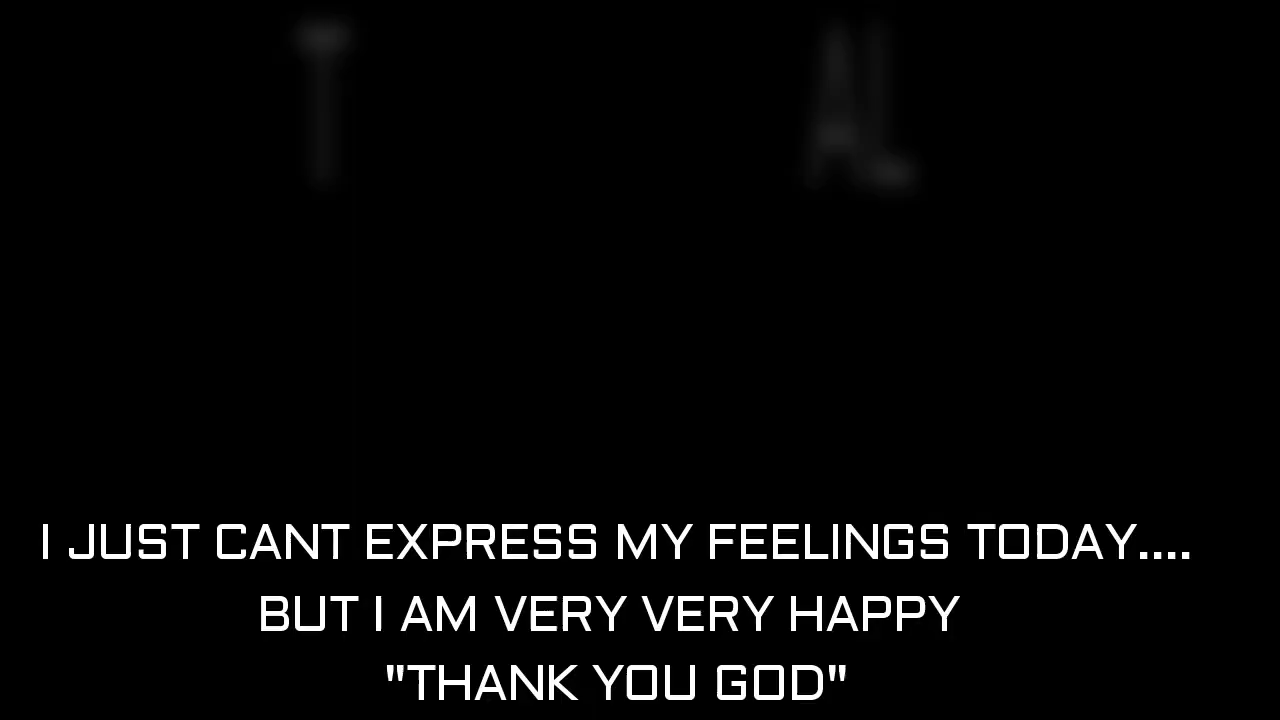 I JUST CANT EXPRESS MY FEELINGS TODAY....
BUT I AM VERY VERY HAPPY
"THANK YOU GOD"